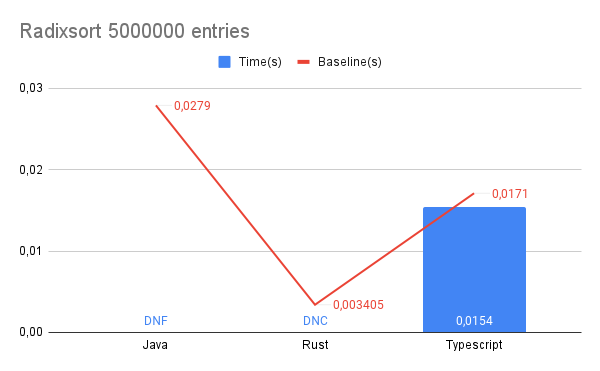 Radixsort 5000000 entries
Time(s) Baseline(s)
0,03
0,0279
0,02
0,0171
0,01
0,003405
DNF DNC 0,0154
0,00
Java Rust Typescript